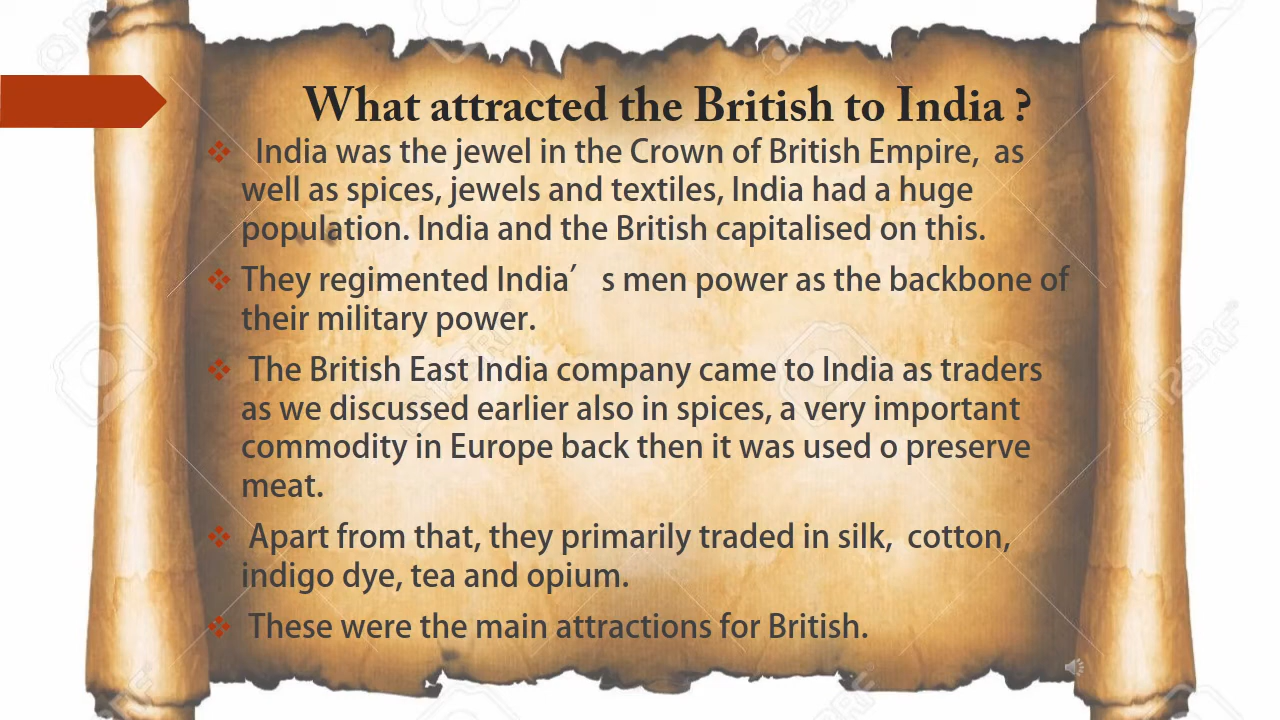 What attracted the British to India ?
❖ India was the jewel in the Crown of British Empire, as
well as spices, jewels and textiles, India had a huge
population. India and the British capitalised on this.
❖ They regimented India′ s men power as the backbone of
their military power.
❖ The British East India company came to India as traders
as we discussed earlier also in spices, a very important
commodity in Europe back then it was used o preserve
meat.
❖ Apart from that, they primarily traded in silk, cotton,
indigo dye, tea and opium.
❖ These were the main attractions for British.
123RF
123RF
123RF